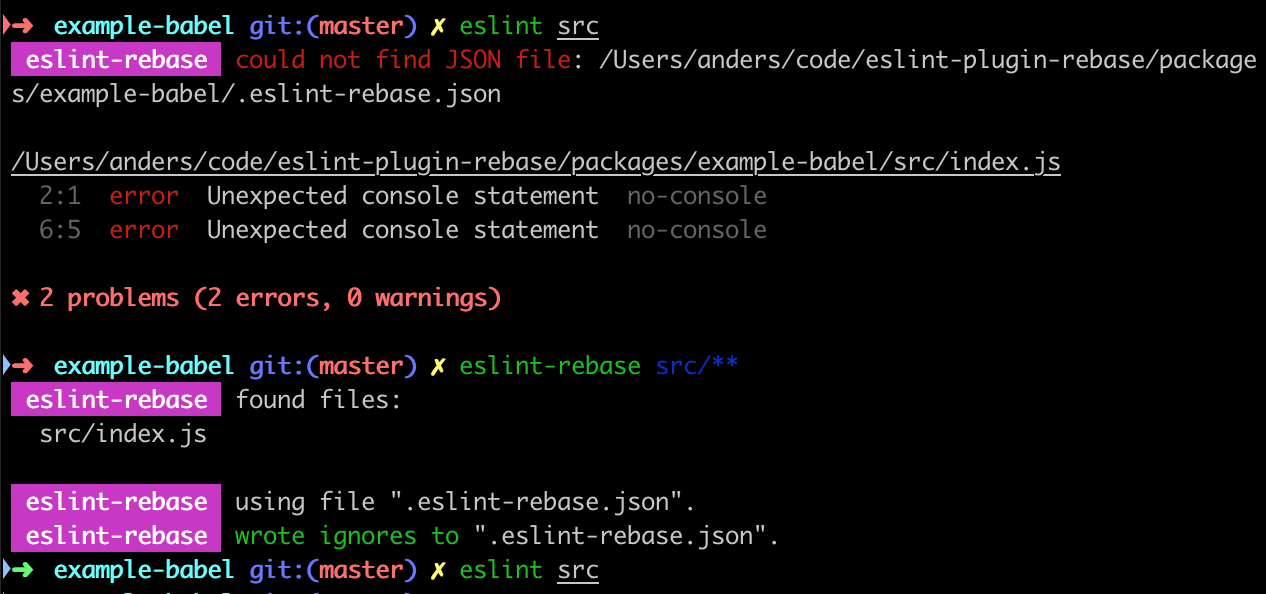 ➜ example-babel git:(master) ✗ eslint src
eslint-rebase could not find JSON file: /Users/anders/code/eslint-plugin-rebase/package
s/example-babel/.eslint-rebase.json
/Users/anders/code/eslint-plugin-rebase/packages/example-babel/src/index.js
2:1 error Unexpected console statement no-console
6:5 error Unexpected console statement no-console
✖ 2 problems (2 errors, 0 warnings)
➜ example-babel git:(master) ✗ eslint-rebase src/**
eslint-rebase found files:
src/index.js
eslint-rebase using file ".eslint-rebase.json".
eslint-rebase wrote ignores to ".eslint-rebase.json".
➜ example-babel git:(master) ✗ eslint src